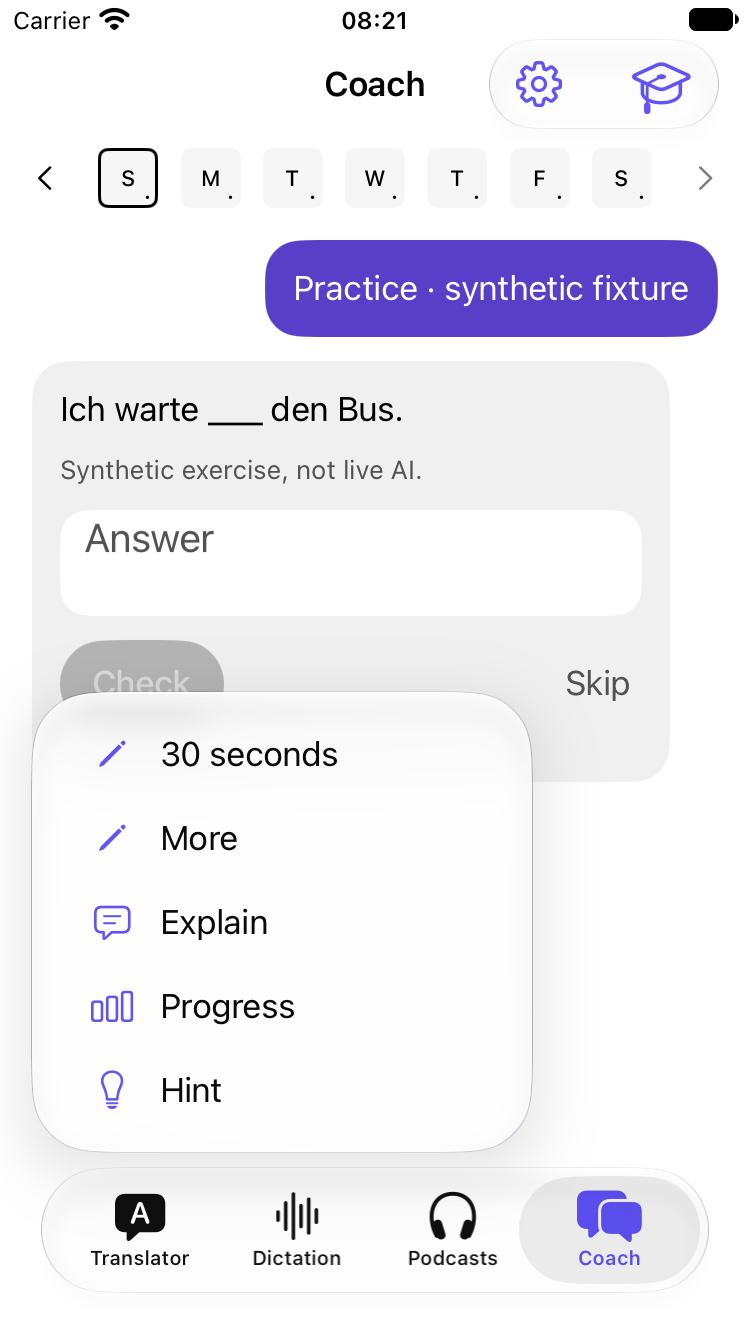 Carrier 08:21
Coach
S. M. T. W. T. F. S.
Practice · synthetic fixture
Ich warte ____ den Bus.
Synthetic exercise, not live AI.
Answer
Check Skip
30 seconds
More
Explain
Progress
Hint
A
Translator Dictation Podcasts Coach